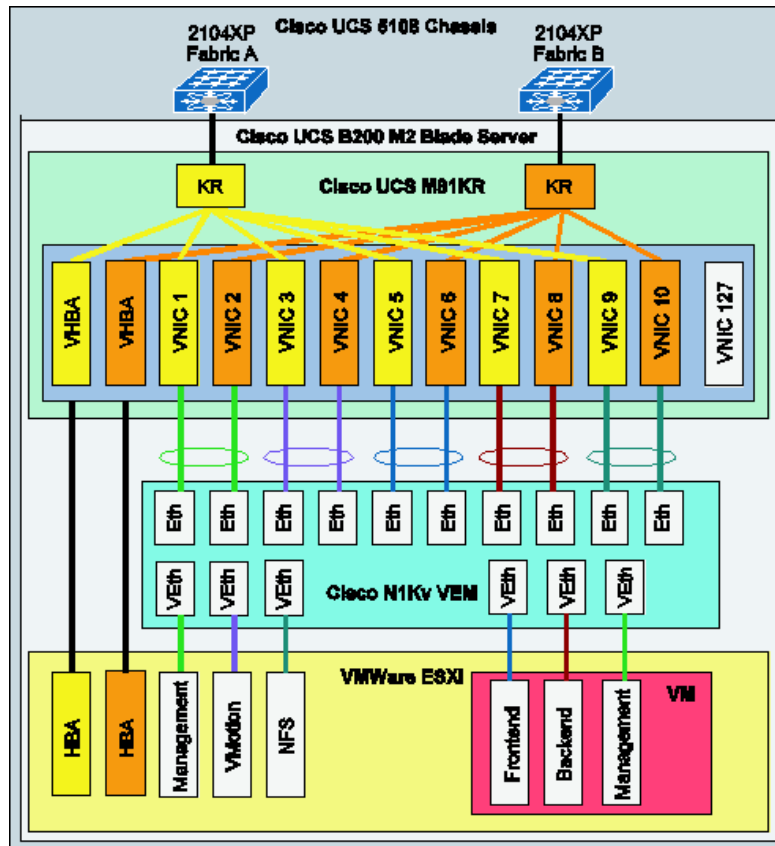 Cisco UCS 5108 Chassis
2104XP
Fabric A
2104XP
Fabric B
Cisco UCS B200 M2 Blade Server
KR
Cisco UCS M81KR
KR
VHBA
VHBA
VNIC 1
VNIC 2
VNIC 3
VNIC 4
VNIC 5
VNIC 6
VNIC 7
VNIC 8
VNIC 9
VNIC 10
VNIC 127
Eth
Eth
Eth
Eth
Eth
Eth
Eth
Eth
Eth
Eth
VEth
VEth
VEth
Cisco N1Kv VEM
VEth
VEth
VEth
VMWare ESXI
VM
HBA
HBA
Management
VMotion
NFS
Frontend
Backend
Management